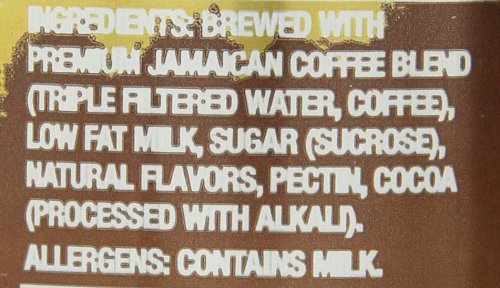 INGREDIENTS: BREWED WITH
PREMIUM JAMAICAN COFFEE BLEND
(TRIPLE FILTERED WATER, COFFEE),
LOW FAT MILK, SUGAR (SUCROSE),
NATURAL FLAVORS, PECTIN, COCOA
(PROCESSED WITH ALKALI).
ALLERGENS: CONTAINS MILK.